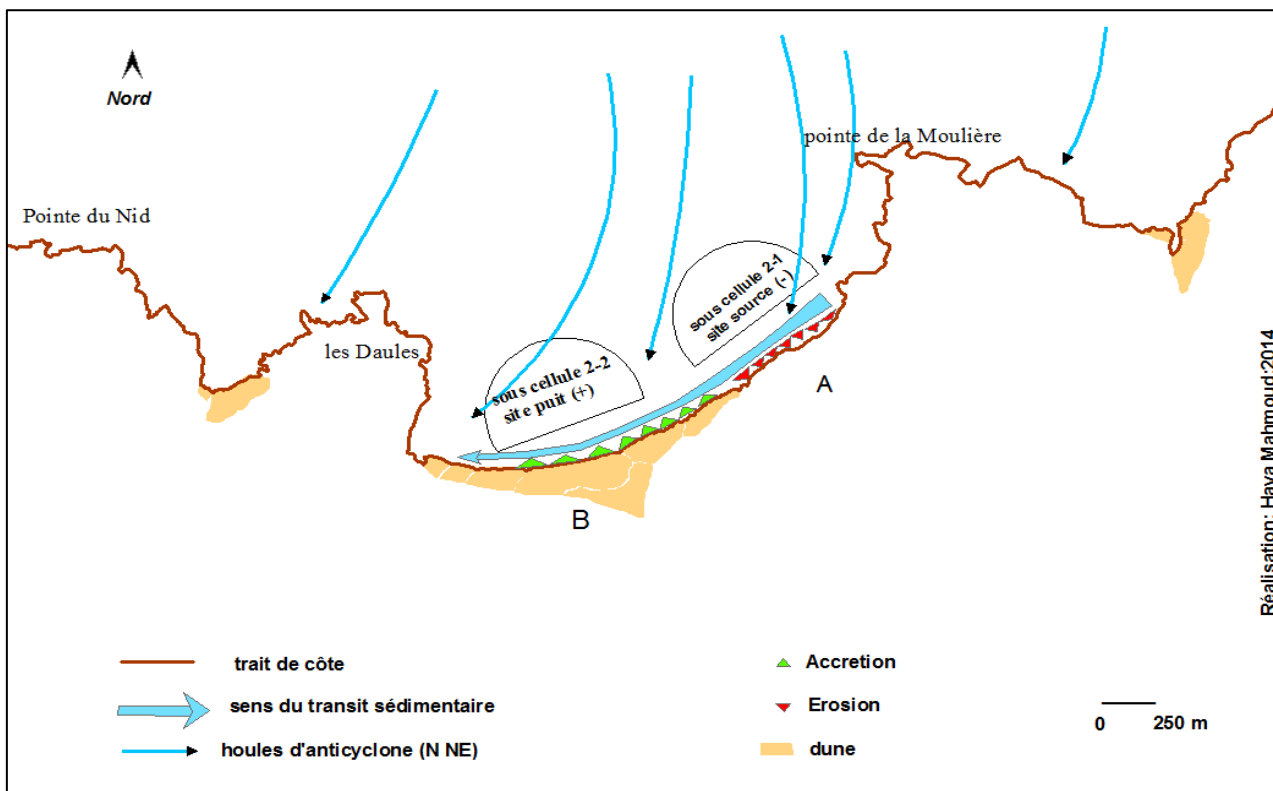 Nord
pointe de la Moulière
Pointe du Nid
les Daules
sous cellule 2-1
site source (-)
sous cellule 2-2
site puit (+)
A
B
Réalisation: Haya Mahmoud 2014
trait de côte
sens du transit sédimentaire
houles d'anticyclone (N NE)
Accretion
Erosion
dune
0 250 m